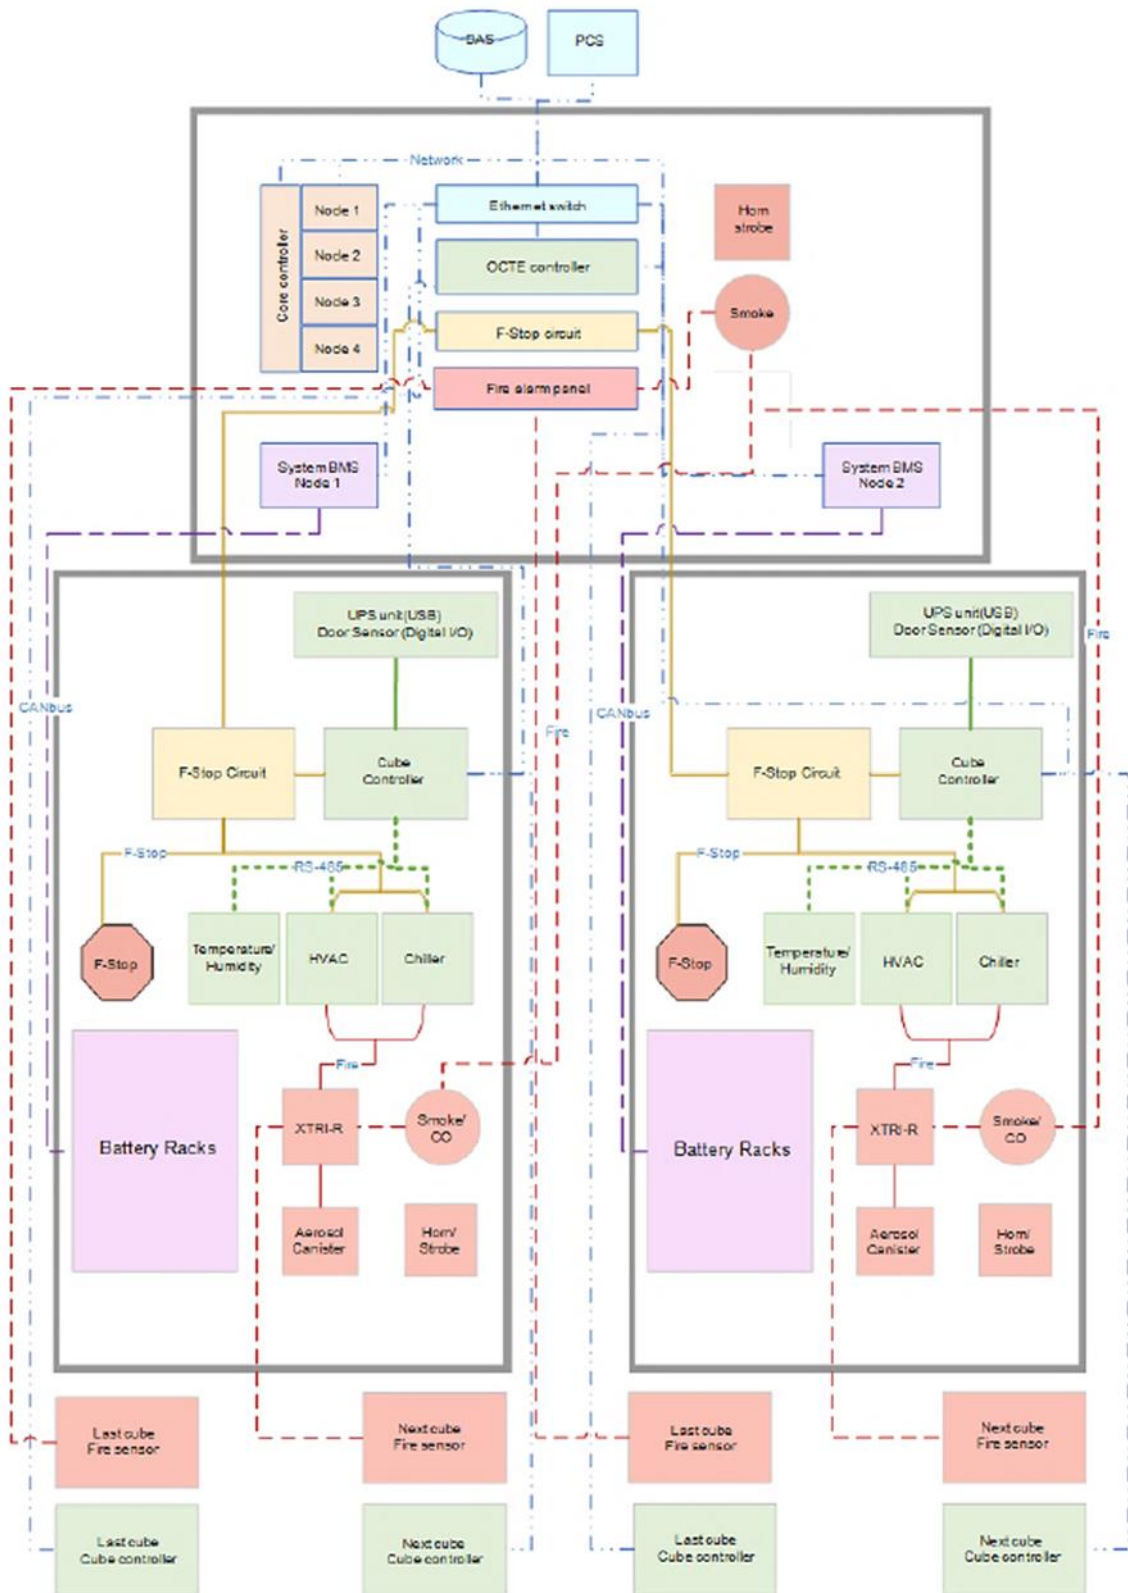 SAS
PCS
Network
Core controller
Node 1
Node 2
Node 3
Node 4
Ethernet switch
OCTE controller
F-Stop circuit
Fire alarm panel
Horn
strobe
Smoke
System BMS
Node 1
System BMS
Node 2
UPS unit(USB)
Door Sensor (Digital I/O)
CANbus
Fire
F-Stop Circuit
Cube
Controller
F-Stop
RS-485
F-Stop
Temperature/
Humidity
HVAC
Chiller
Fire
Battery Racks
XTRI-R
Smoke/
CO
Aerosol
Canister
Horn/
Strobe
UPS unit(USB)
Door Sensor (Digital I/O)
Fire
CANbus
F-Stop Circuit
Cube
Controller
F-Stop
RS-485
F-Stop
Temperature/
Humidity
HVAC
Chiller
Fire
Battery Racks
XTRI-R
Smoke/
CO
Aerosol
Canister
Horn/
Strobe
Last cube
Fire sensor
Next cube
Fire sensor
Last cube
Fire sensor
Next cube
Fire sensor
Last cube
Cube controller
Next cube
Cube controller
Last cube
Cube controller
Next cube
Cube controller